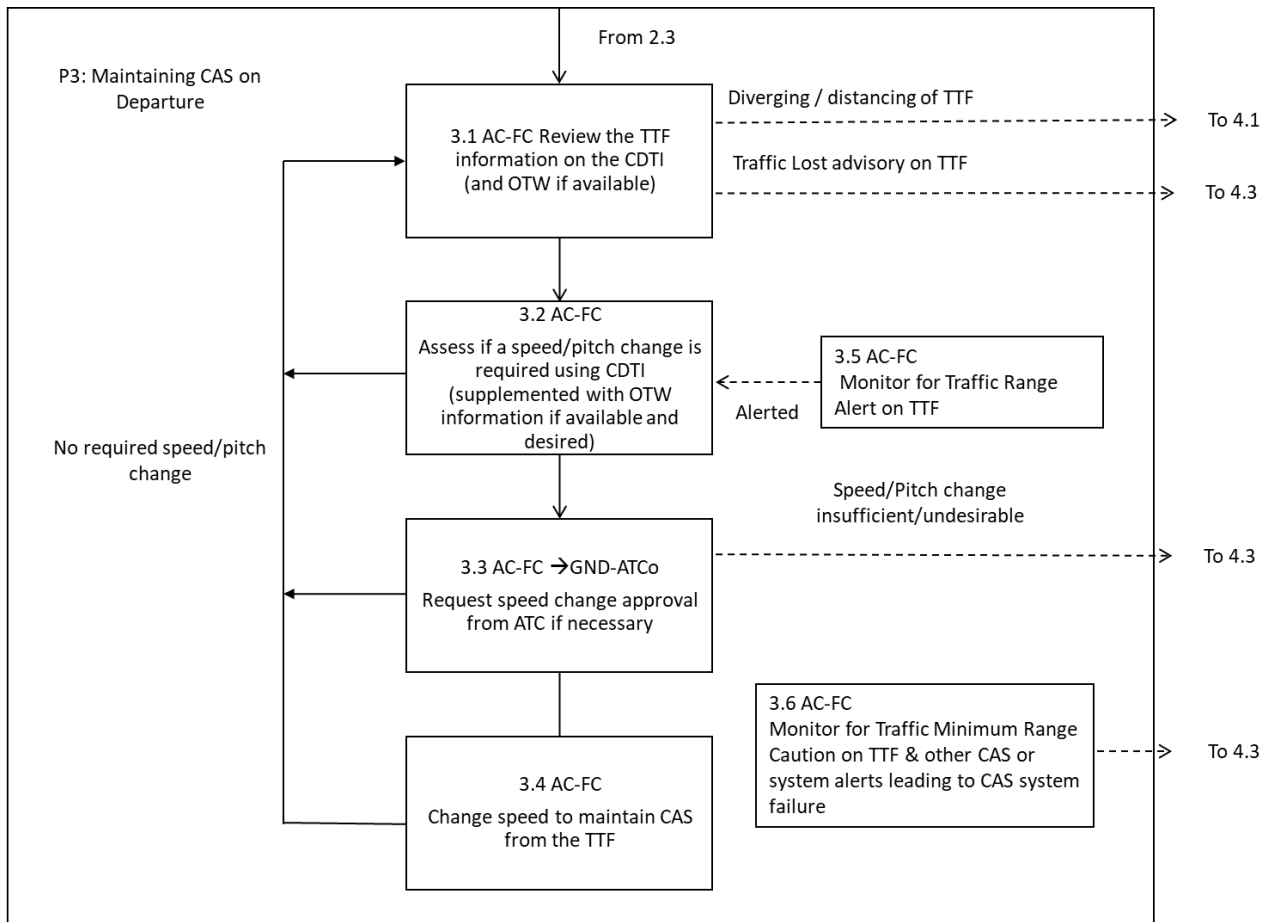 From 2.3
P3: Maintaining CAS on
Departure
Diverging / distancing of TTF
To 4.1
3.1 AC-FC Review the TTF
information on the CDTI
(and OTW if available)
Traffic Lost advisory on TTF
To 4.3
3.2 AC-FC
Assess if a speed/pitch change is
required using CDTI
(supplemented with OTW
information if available and
desired)
3.5 AC-FC
Monitor for Traffic Range
Alert on TTF
Alerted
No required speed/pitch
change
Speed/Pitch change
insufficient/undesirable
To 4.3
3.3 AC-FC →GND-ATCo
Request speed change approval
from ATC if necessary
3.6 AC-FC
Monitor for Traffic Minimum Range
Caution on TTF & other CAS or
system alerts leading to CAS system
failure
To 4.3
3.4 AC-FC
Change speed to maintain CAS
from the TTF